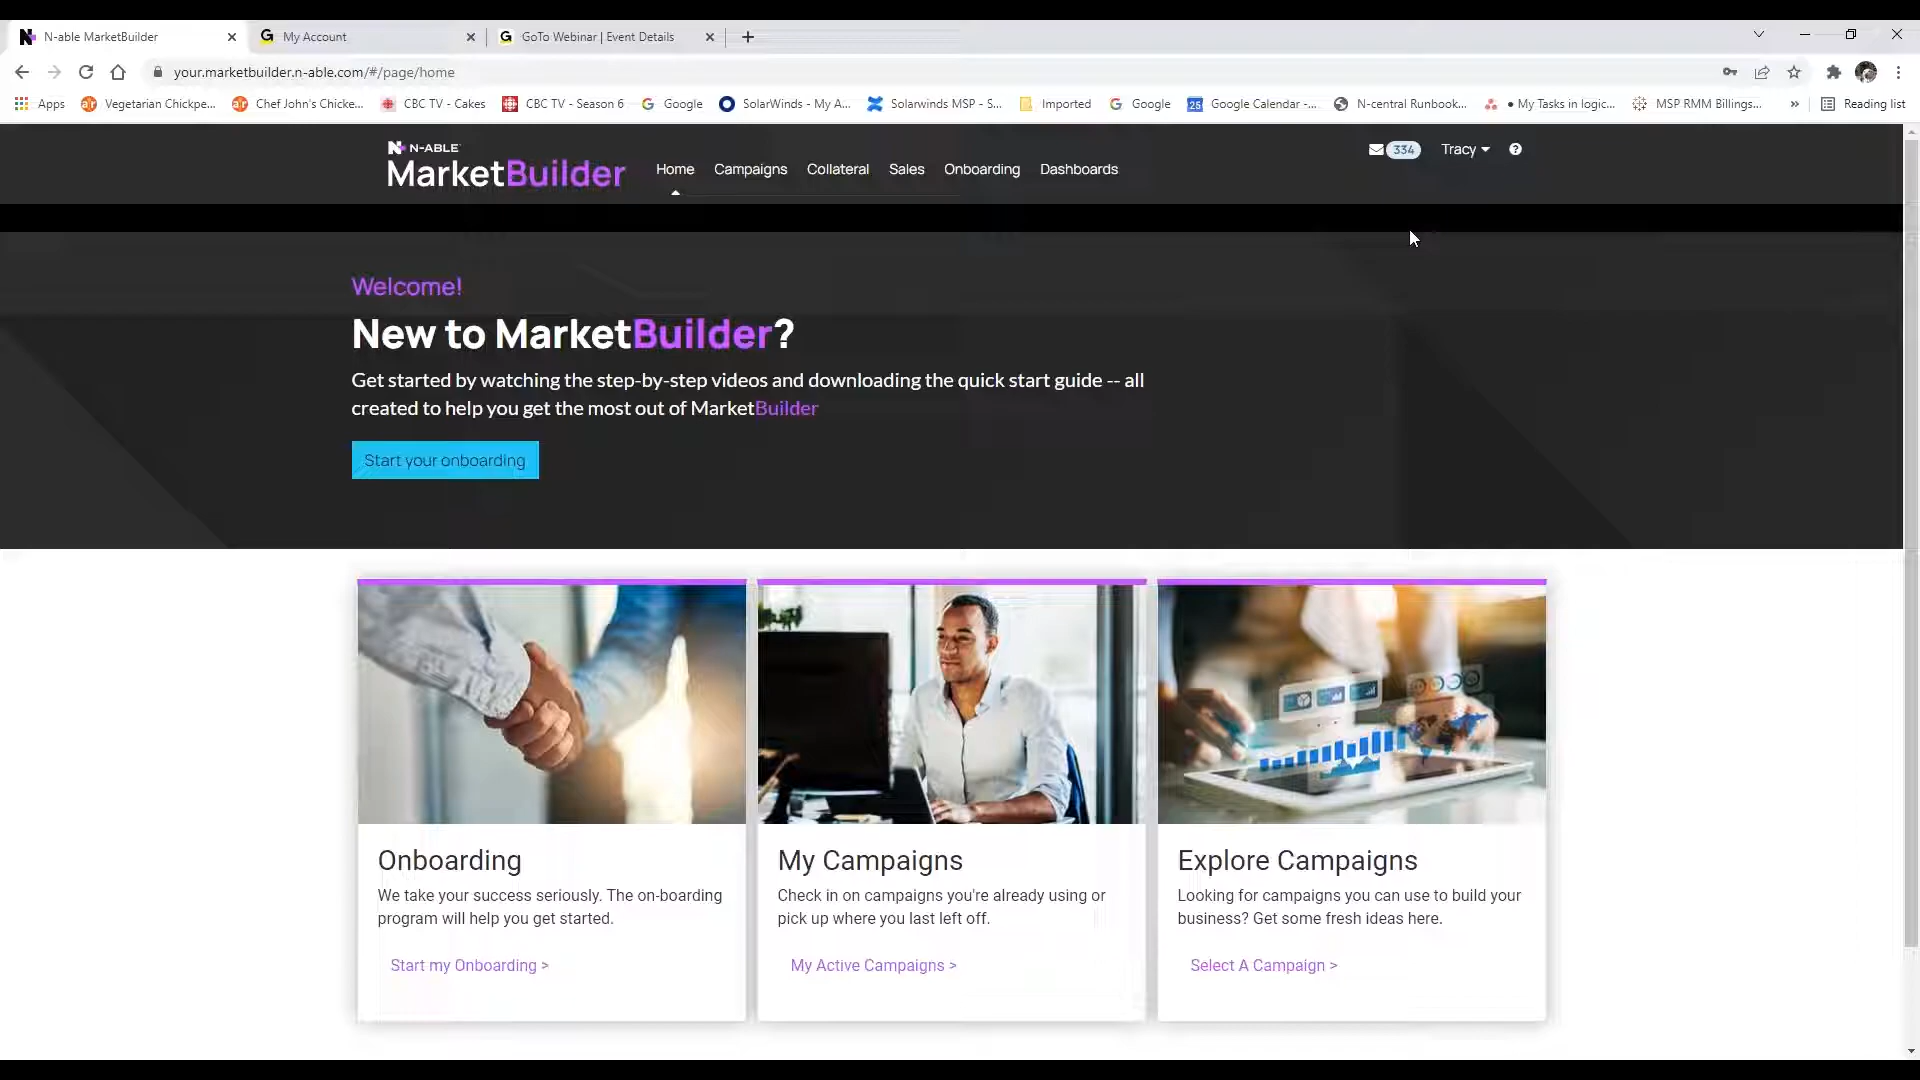 N-able MarketBuilder
My Account
GoTo Webinar | Event Details
your.marketbuilder.n-able.com/#/page/home
Apps
Vegetarian Chickpe...
Chef John's Chicke...
CBC TV - Cakes
CBC TV - Season 6
Google
SolarWinds - My A...
Solarwinds MSP - S...
Imported
Google
Google Calendar -...
N-central Runbook...
• My Tasks in logic...
MSP RMM Billings...
»
Reading list
N-ABLE
MarketBuilder
Home
Campaigns
Collateral
Sales
Onboarding
Dashboards
334
Tracy
Welcome!
New to MarketBuilder?
Get started by watching the step-by-step videos and downloading the quick start guide -- all
created to help you get the most out of MarketBuilder
Start your onboarding
Onboarding
We take your success seriously. The on-boarding
program will help you get started.
Start my Onboarding >
My Campaigns
Check in on campaigns you're already using or
pick up where you last left off.
My Active Campaigns >
Explore Campaigns
Looking for campaigns you can use to build your
business? Get some fresh ideas here.
Select A Campaign >